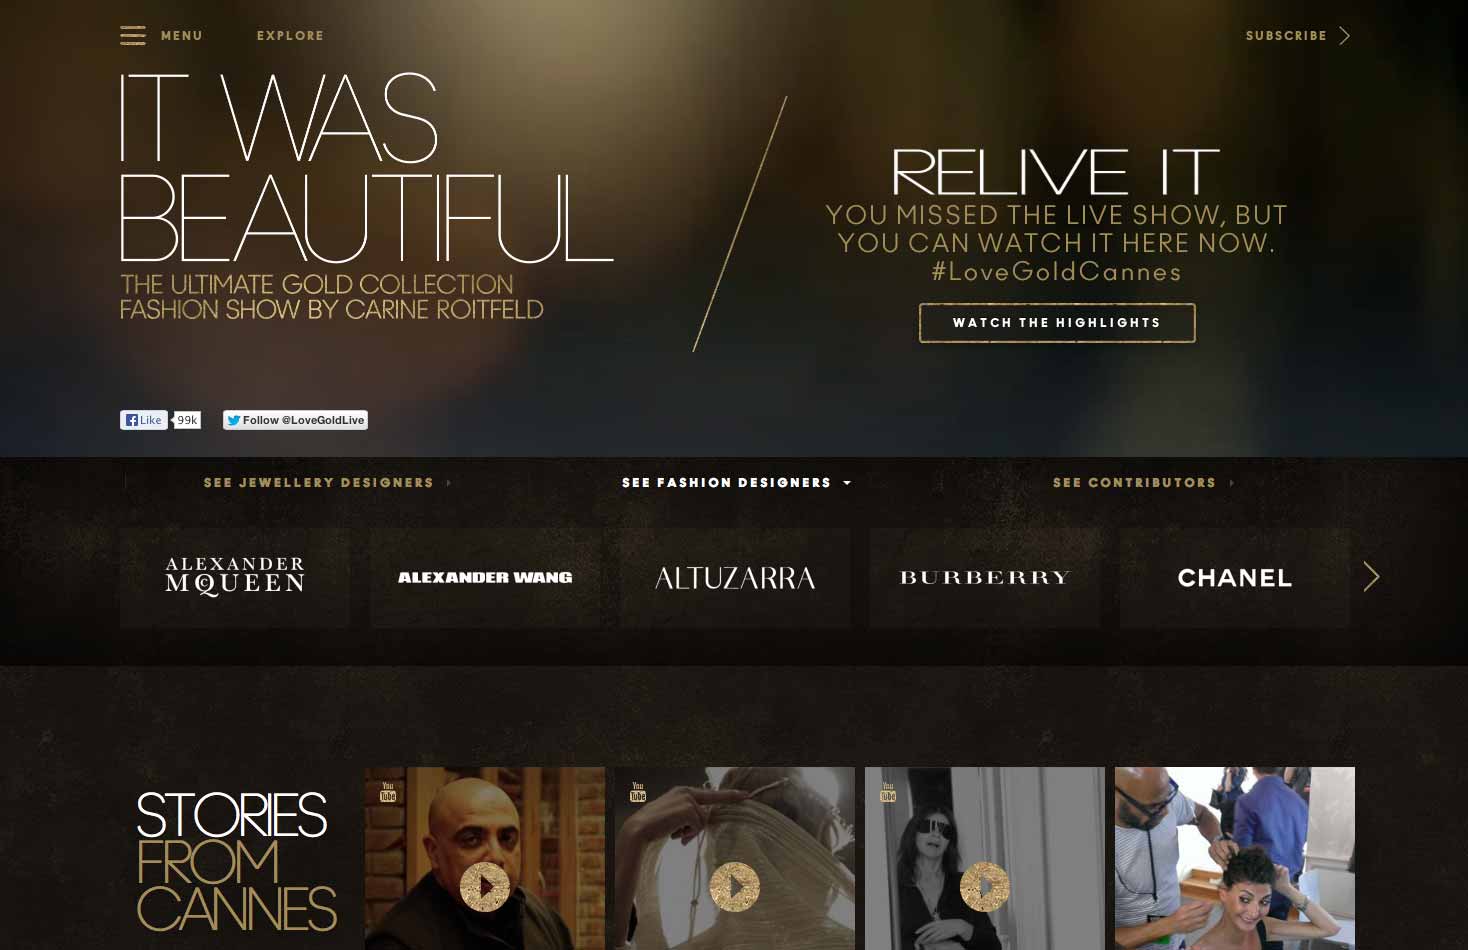 MENU
EXPLORE
SUBSCRIBE
IT WAS
BEAUTIFUL
THE ULTIMATE GOLD COLLECTION
FASHION SHOW BY CARINE ROITFELD
RELIVE IT
YOU MISSED THE LIVE SHOW, BUT
YOU CAN WATCH IT HERE NOW.
#LoveGoldCannes
WATCH THE HIGHLIGHTS
Like
99k
Follow @LoveGoldLive
SEE JEWELLERY DESIGNERS
SEE FASHION DESIGNERS
SEE CONTRIBUTORS
ALEXANDER
McQUEEN
ALEXANDER WANG
ALTUZARRA
BURBERRY
CHANEL
STORIES
FROM
CANNES
You
Tube
You
Tube
You
Tube